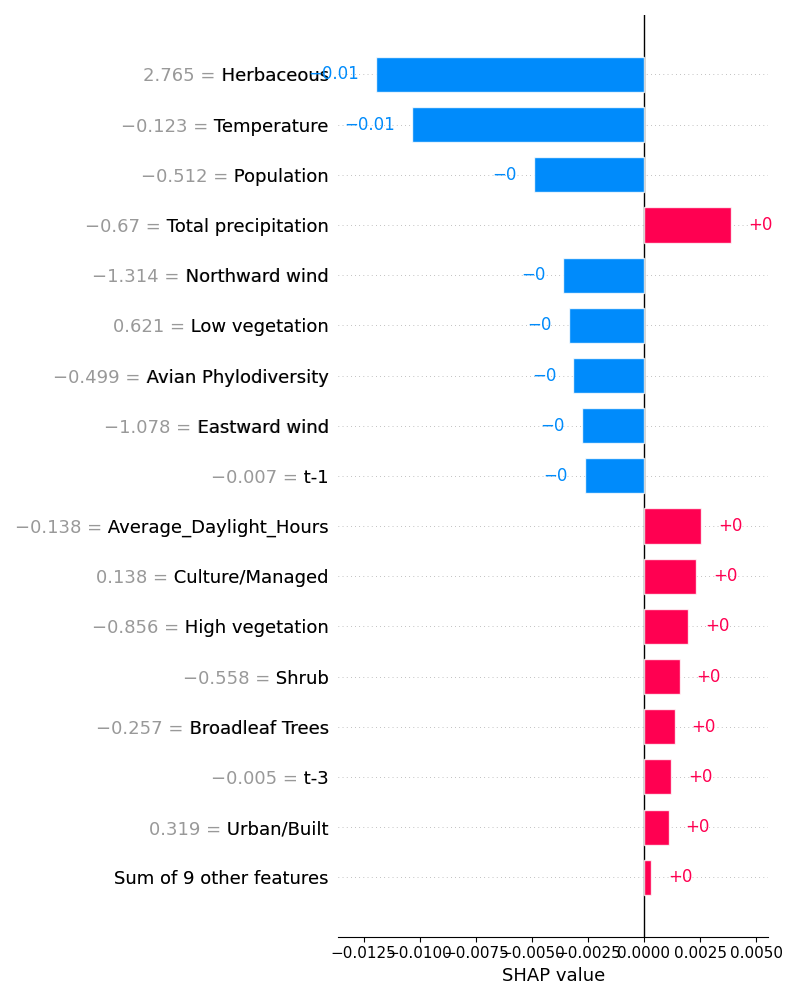 2.765 = Herbaceous −0.01
−0.123 = Temperature −0.01
−0.512 = Population −0
−0.67 = Total precipitation +0
−1.314 = Northward wind −0
0.621 = Low vegetation −0
−0.499 = Avian Phylodiversity −0
−1.078 = Eastward wind −0
−0.007 = t-1 −0
−0.138 = Average_Daylight_Hours +0
0.138 = Culture/Managed +0
−0.856 = High vegetation +0
−0.558 = Shrub +0
−0.257 = Broadleaf Trees +0
−0.005 = t-3 +0
0.319 = Urban/Built +0
Sum of 9 other features +0
−0.0125 −0.0100 −0.0075 −0.0050 −0.0025 0.0000 0.0025 0.0050
SHAP value